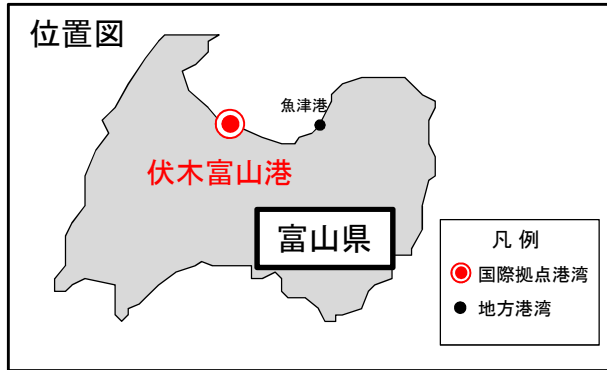 位置図
魚津港
伏木富山港
富山県
凡 例
国際拠点港湾
地方港湾